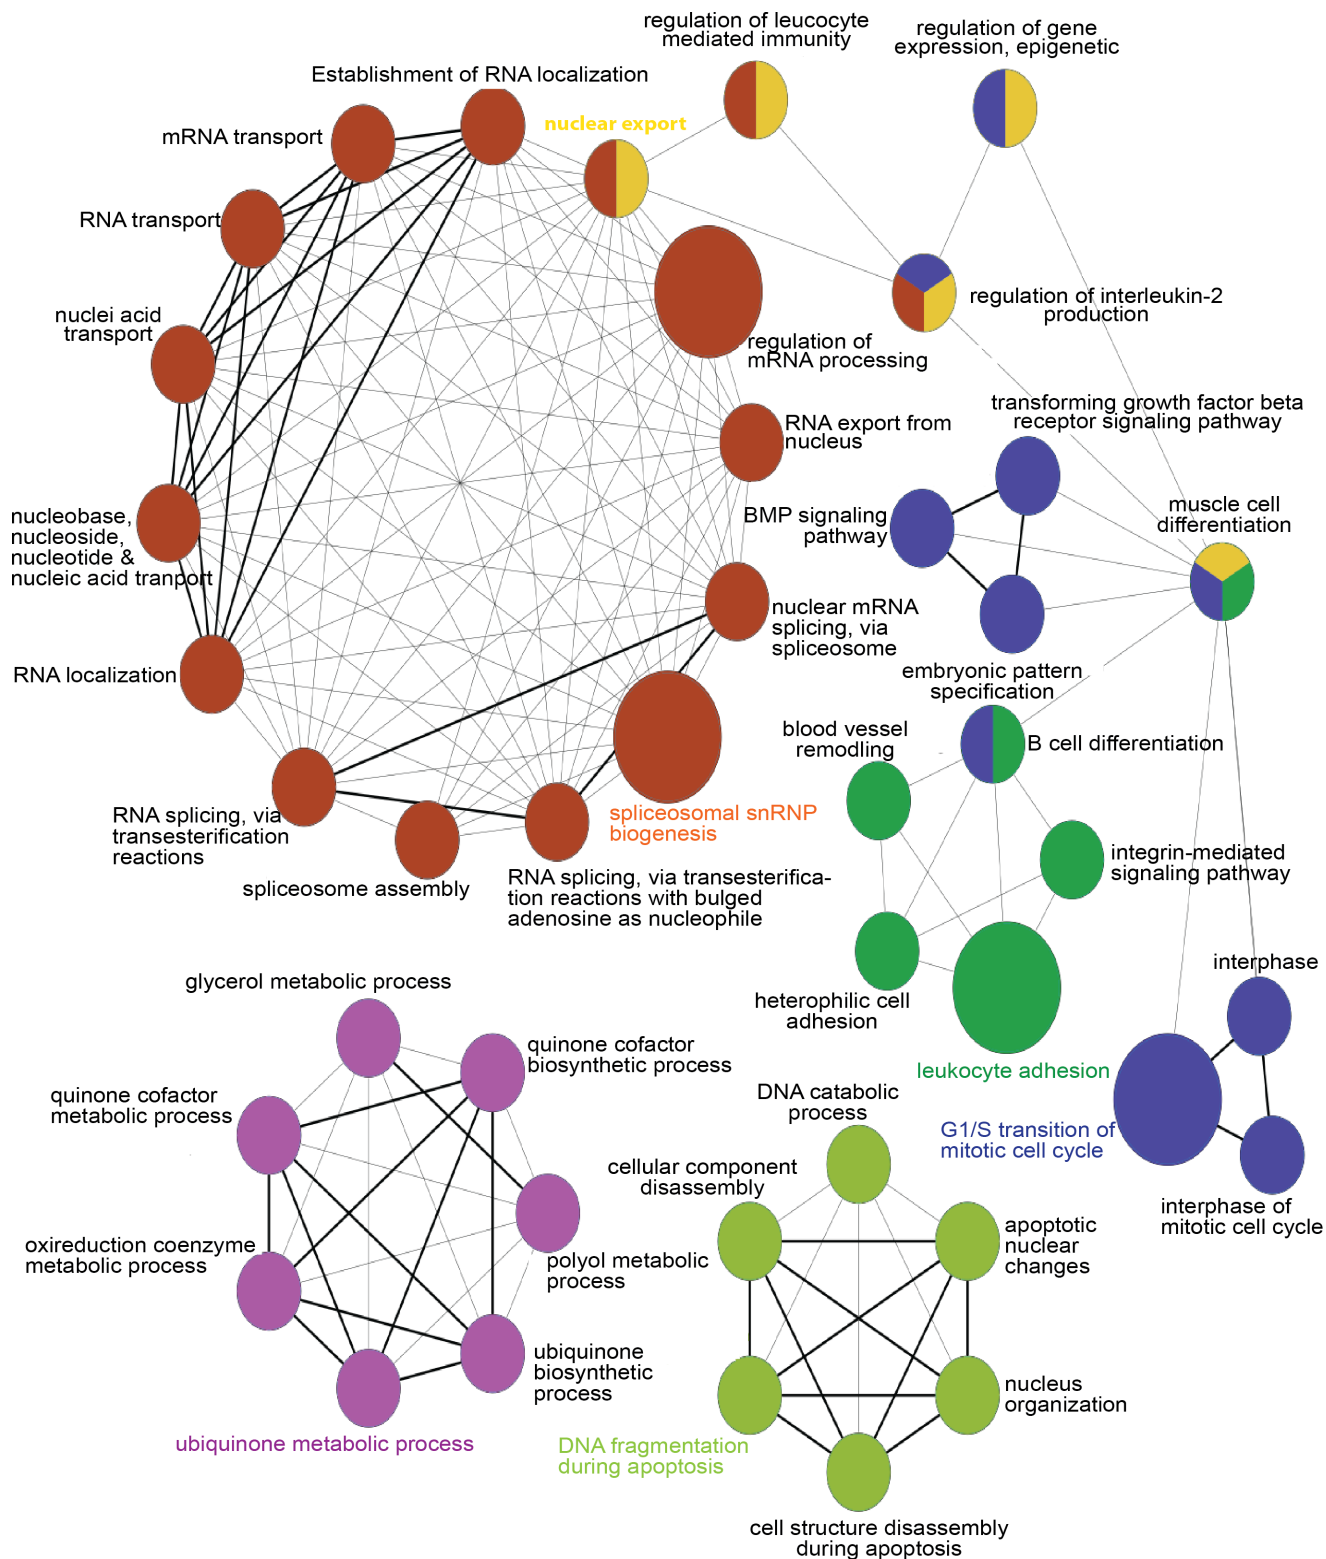 regulation of leucocyte
mediated immunity
regulation of gene
expression, epigenetic
Establishment of RNA localization
nuclear export
mRNA transport
RNA transport
nuclei acid
transport
regulation of interleukin-2
production
regulation of
mRNA processing
transforming growth factor beta
receptor signaling pathway
RNA export from
nucleus
BMP signaling
pathway
muscle cell
differentiation
nucleobase,
nucleoside,
nucleotide &
nucleic acid tranport
nuclear mRNA
splicing, via
spliceosome
RNA localization
embryonic pattern
specification
blood vessel
remodling
B cell differentiation
RNA splicing, via
transesterification
reactions
spliceosomal snRNP
biogenesis
integrin-mediated
signaling pathway
spliceosome assembly
RNA splicing, via transesterifica-
tion reactions with bulged
adenosine as nucleophile
interphase
glycerol metabolic process
heterophilic cell
adhesion
quinone cofactor
biosynthetic process
leukocyte adhesion
quinone cofactor
metabolic process
DNA catabolic
process
G1/S transition of
mitotic cell cycle
cellular component
disassembly
interphase of
mitotic cell cycle
oxireduction coenzyme
metabolic process
polyol metabolic
process
apoptotic
nuclear
changes
ubiquinone
biosynthetic
process
nucleus
organization
ubiquinone metabolic process
DNA fragmentation
during apoptosis
cell structure disassembly
during apoptosis